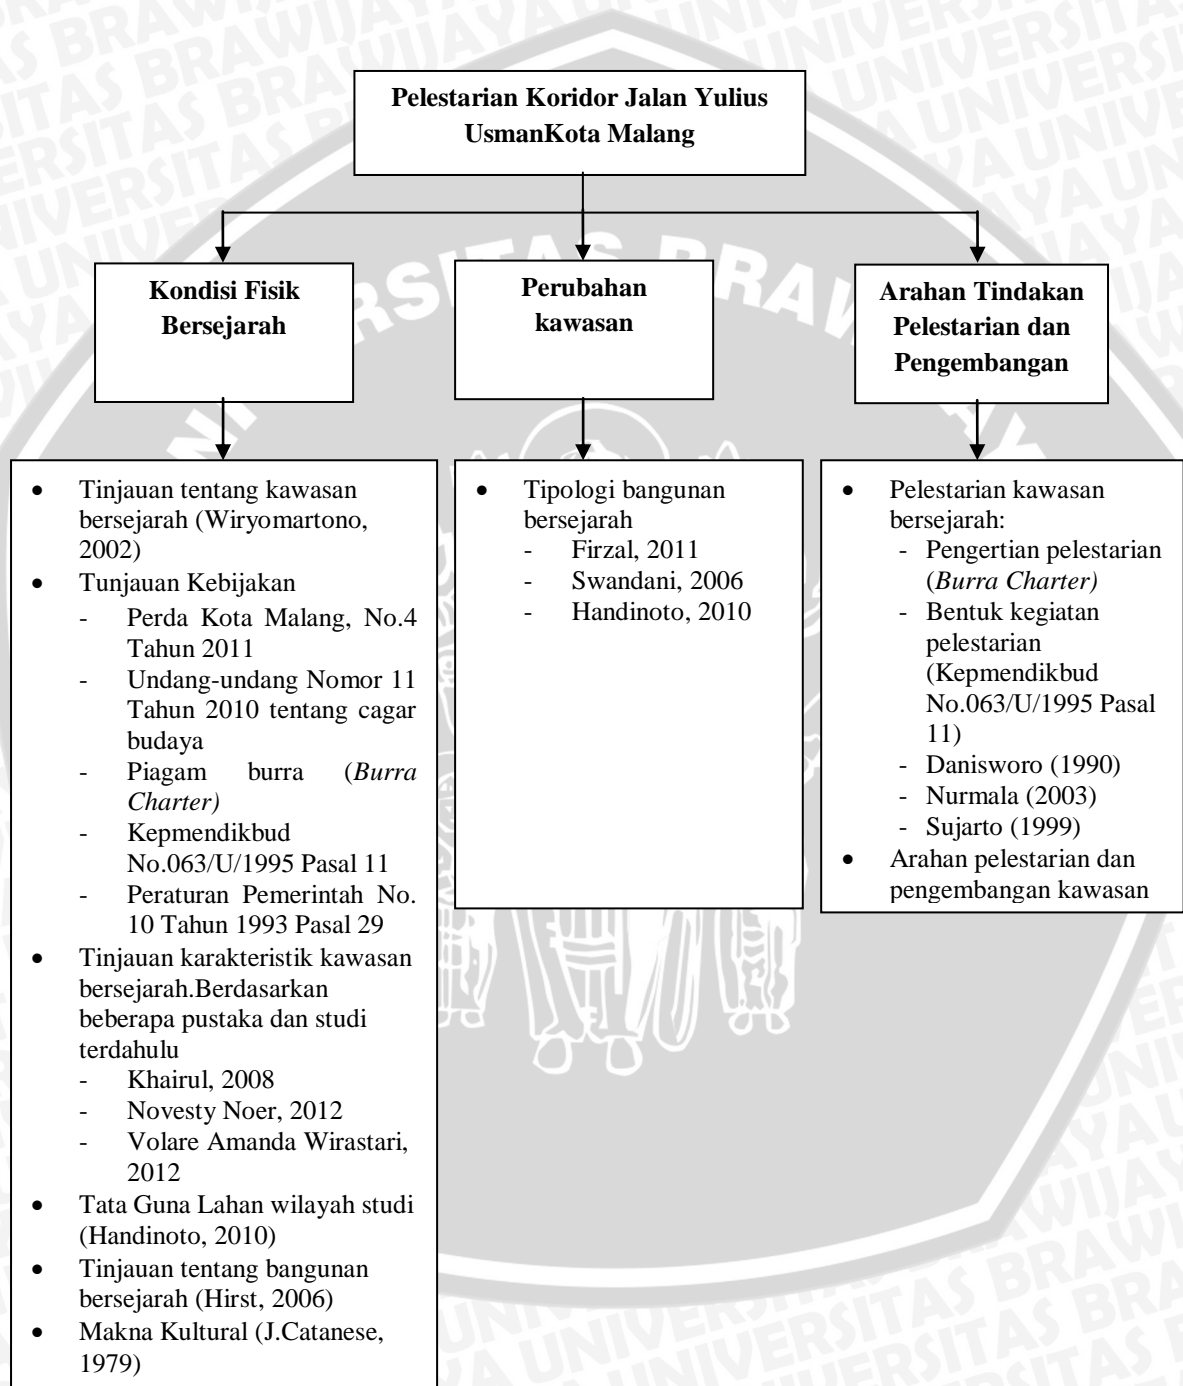 Pelestarian Koridor Jalan Yulius
UsmanKota Malang
Kondisi Fisik
Bersejarah
Perubahan
kawasan
Arahan Tindakan
Pelestarian dan
Pengembangan
• Tinjauan tentang kawasan
bersejarah (Wiryomartono,
2002)
• Tunjauan Kebijakan
- Perda Kota Malang, No.4
Tahun 2011
- Undang-undang Nomor 11
Tahun 2010 tentang cagar
budaya
- Piagam burra (Burra
Charter)
- Kepmendikbud
No.063/U/1995 Pasal 11
- Peraturan Pemerintah No.
10 Tahun 1993 Pasal 29
• Tinjauan karakteristik kawasan
bersejarah.Berdasarkan
beberapa pustaka dan studi
terdahulu
- Khairul, 2008
- Novesty Noer, 2012
- Volare Amanda Wirastari,
2012
• Tata Guna Lahan wilayah studi
(Handinoto, 2010)
• Tinjauan tentang bangunan
bersejarah (Hirst, 2006)
• Makna Kultural (J.Catanese,
1979)
• Tipologi bangunan
bersejarah
- Firzal, 2011
- Swandani, 2006
- Handinoto, 2010
• Pelestarian kawasan
bersejarah:
- Pengertian pelestarian
(Burra Charter)
- Bentuk kegiatan
pelestarian
(Kepmendikbud
No.063/U/1995 Pasal
11)
- Danisworo (1990)
- Nurmala (2003)
- Sujarto (1999)
• Arahan pelestarian dan
pengembangan kawasan